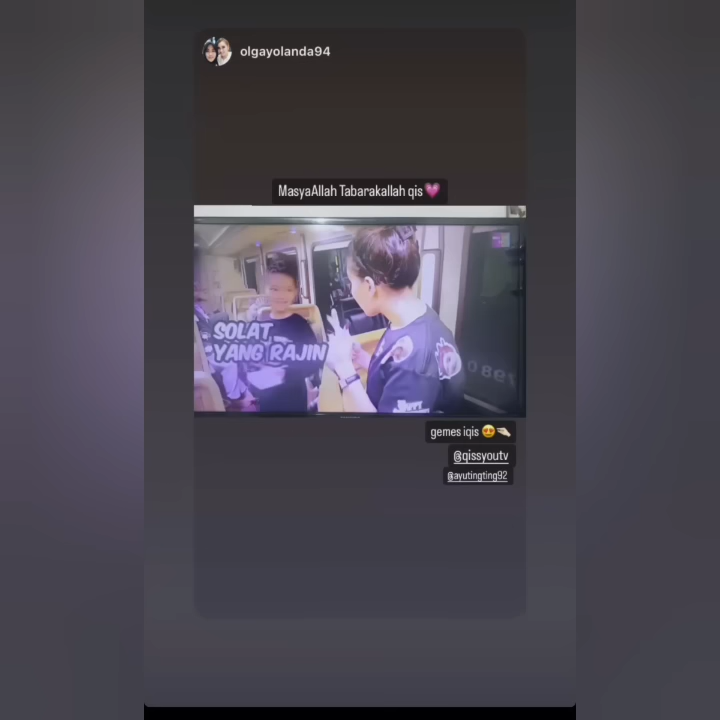 olgayolanda94
MasyaAllah Tabarakallah qis💗
SOLAT
YANG RAJIN
gemes iqis 😍🤏🏻
@qissyoutv
@ayutingting92